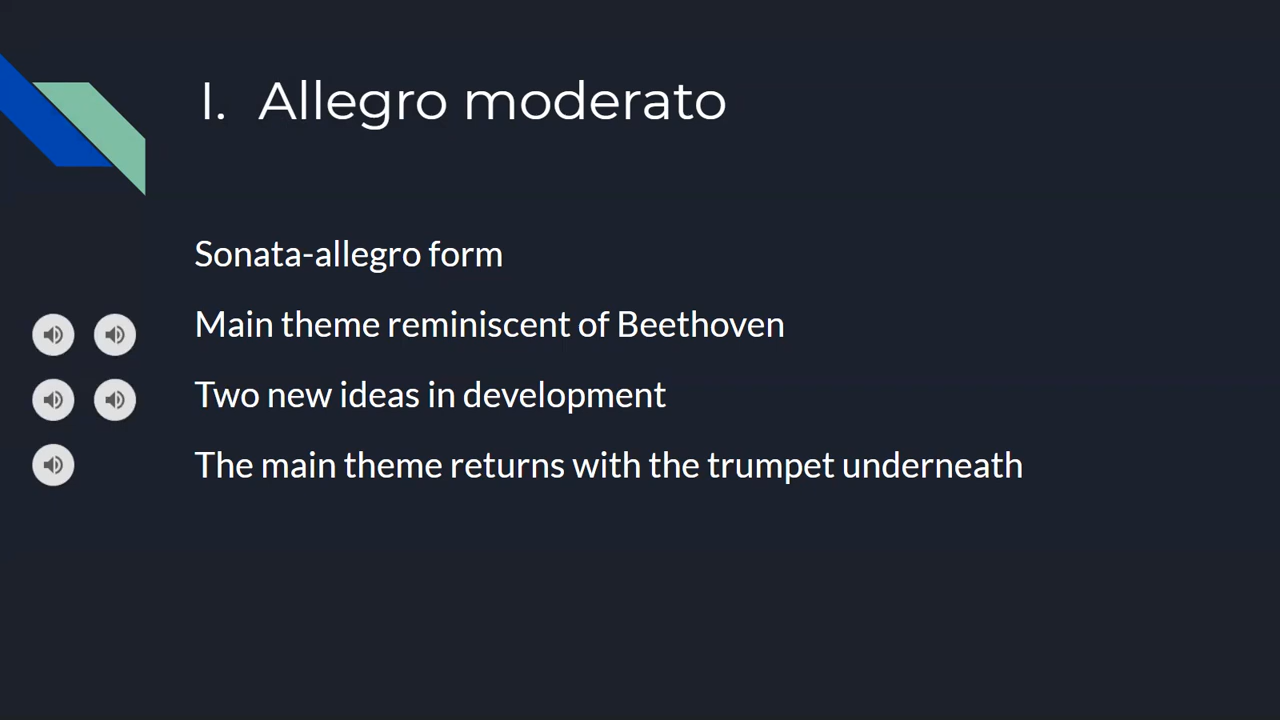 I. Allegro moderato
Sonata-allegro form
Main theme reminiscent of Beethoven
Two new ideas in development
The main theme returns with the trumpet underneath